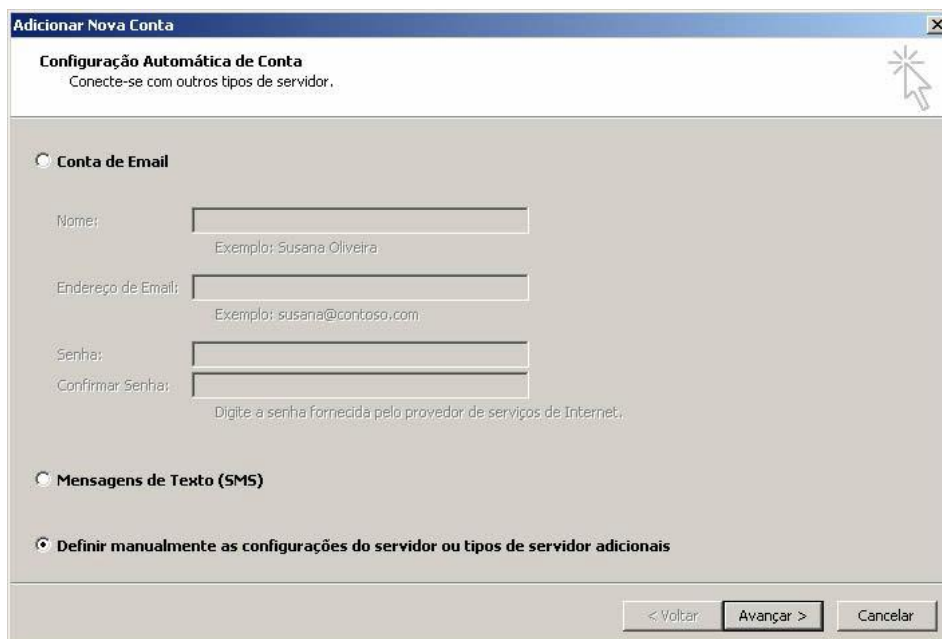 Adicionar Nova Conta
Configuração Automática de Conta
Conecte-se com outros tipos de servidor.
Conta de Email
Nome:
Exemplo: Susana Oliveira
Endereço de Email:
Exemplo: susana@contoso.com
Senha:
Confirmar Senha:
Digite a senha fornecida pelo provedor de serviços de Internet.
Mensagens de Texto (SMS)
Definir manualmente as configurações do servidor ou tipos de servidor adicionais
< Voltar Avançar > Cancelar